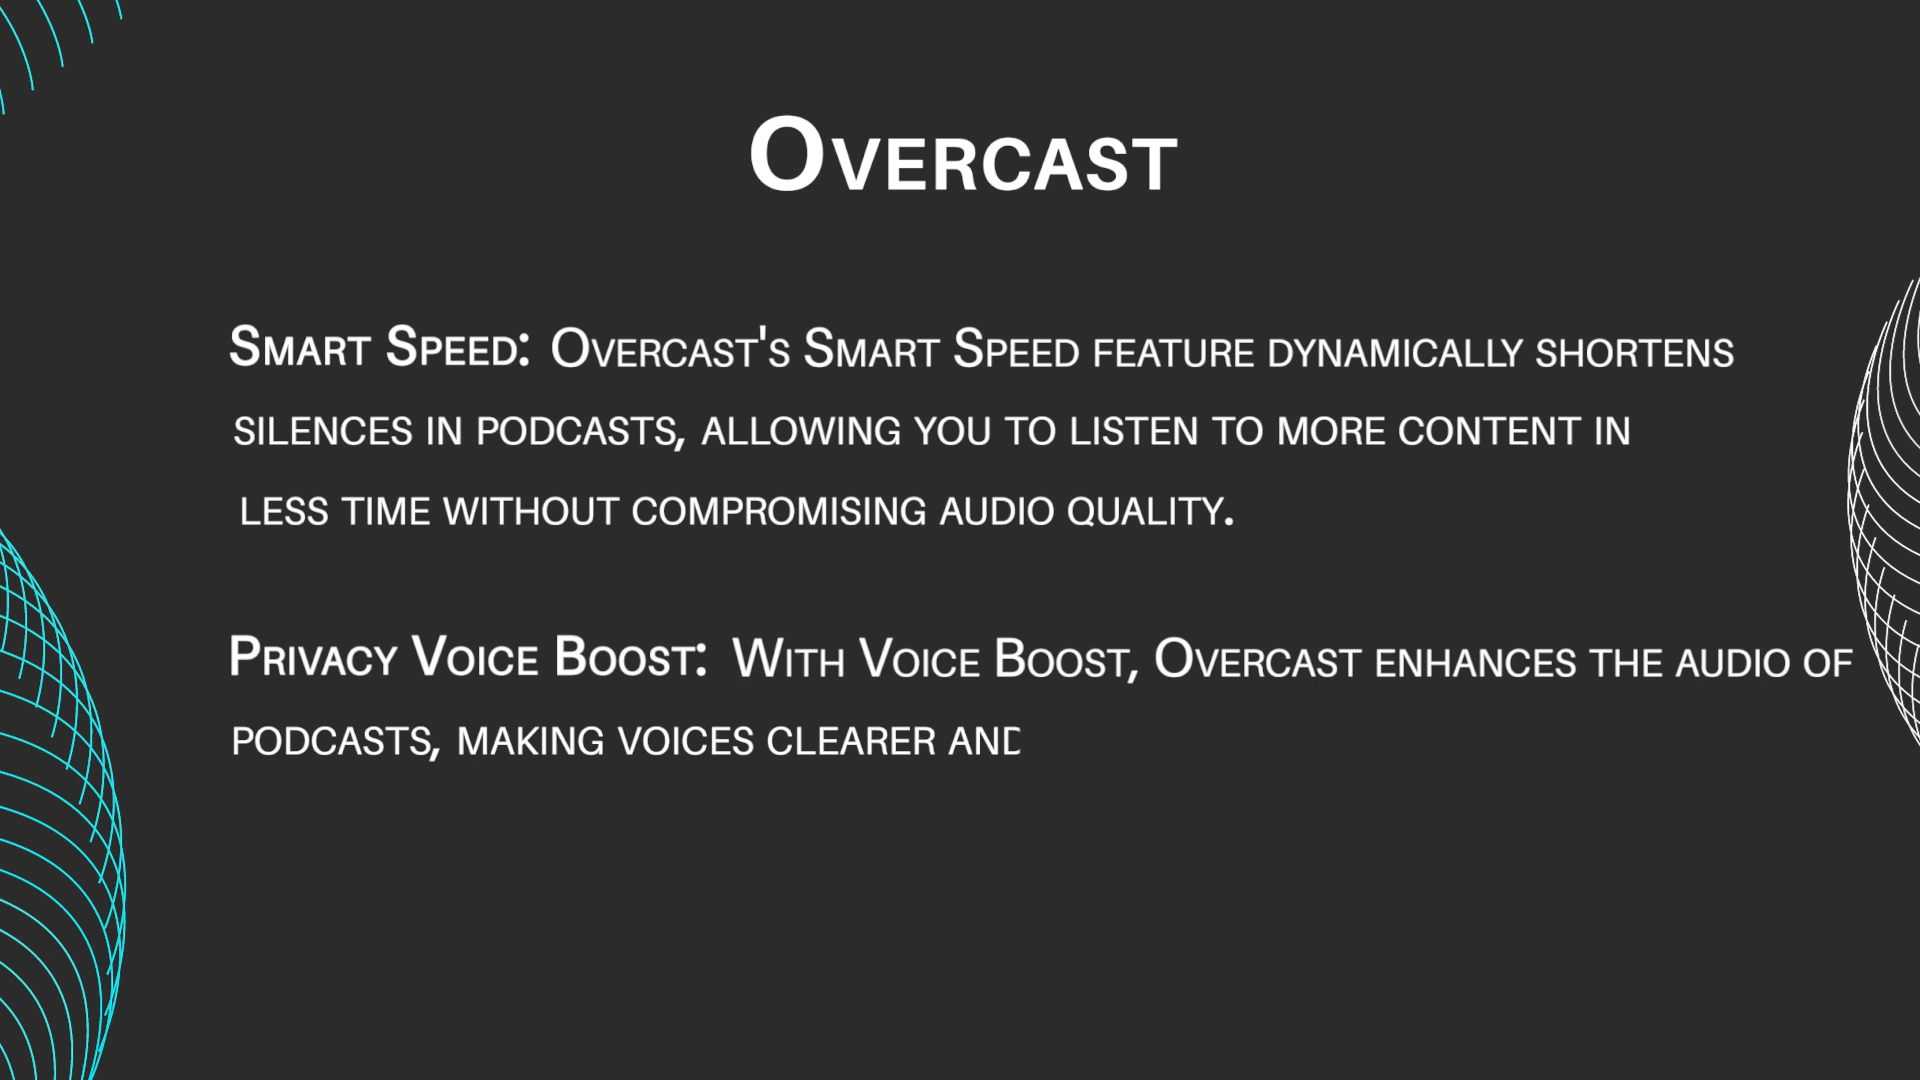 Overcast
Smart Speed: Overcast's Smart Speed feature dynamically shortens
silences in podcasts, allowing you to listen to more content in
less time without compromising audio quality.
Privacy Voice Boost: With Voice Boost, Overcast enhances the audio of
podcasts, making voices clearer and